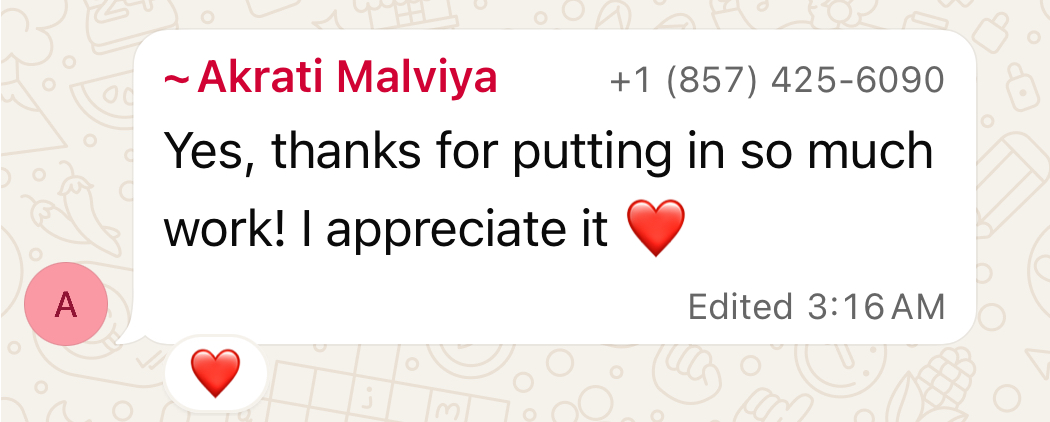 ~ Akrati Malviya +1 (857) 425-6090
Yes, thanks for putting in so much
work! I appreciate it ❤️
Edited 3:16 AM
A
❤️